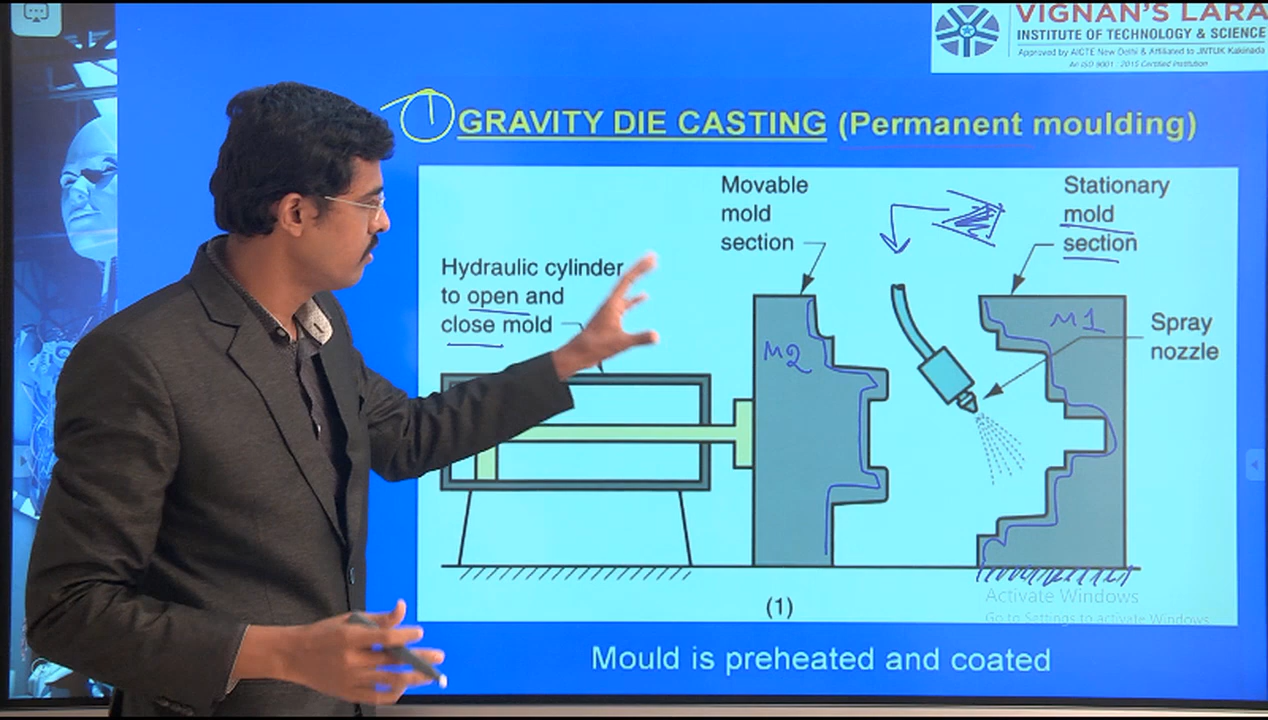 VIGNAN'S LARA
INSTITUTE OF TECHNOLOGY & SCIENCE
Approved by AICTE New Delhi & Affiliated to JNTUK Kakinada
An ISO 9001 : 2015 Certified Institution
1 GRAVITY DIE CASTING (Permanent moulding)
Movable
mold
section
Stationary
mold
section
Hydraulic cylinder
to open and
close mold
M2
M1
Spray
nozzle
(1)
Activate Windows
Go to Settings to activate Windows.
Mould is preheated and coated